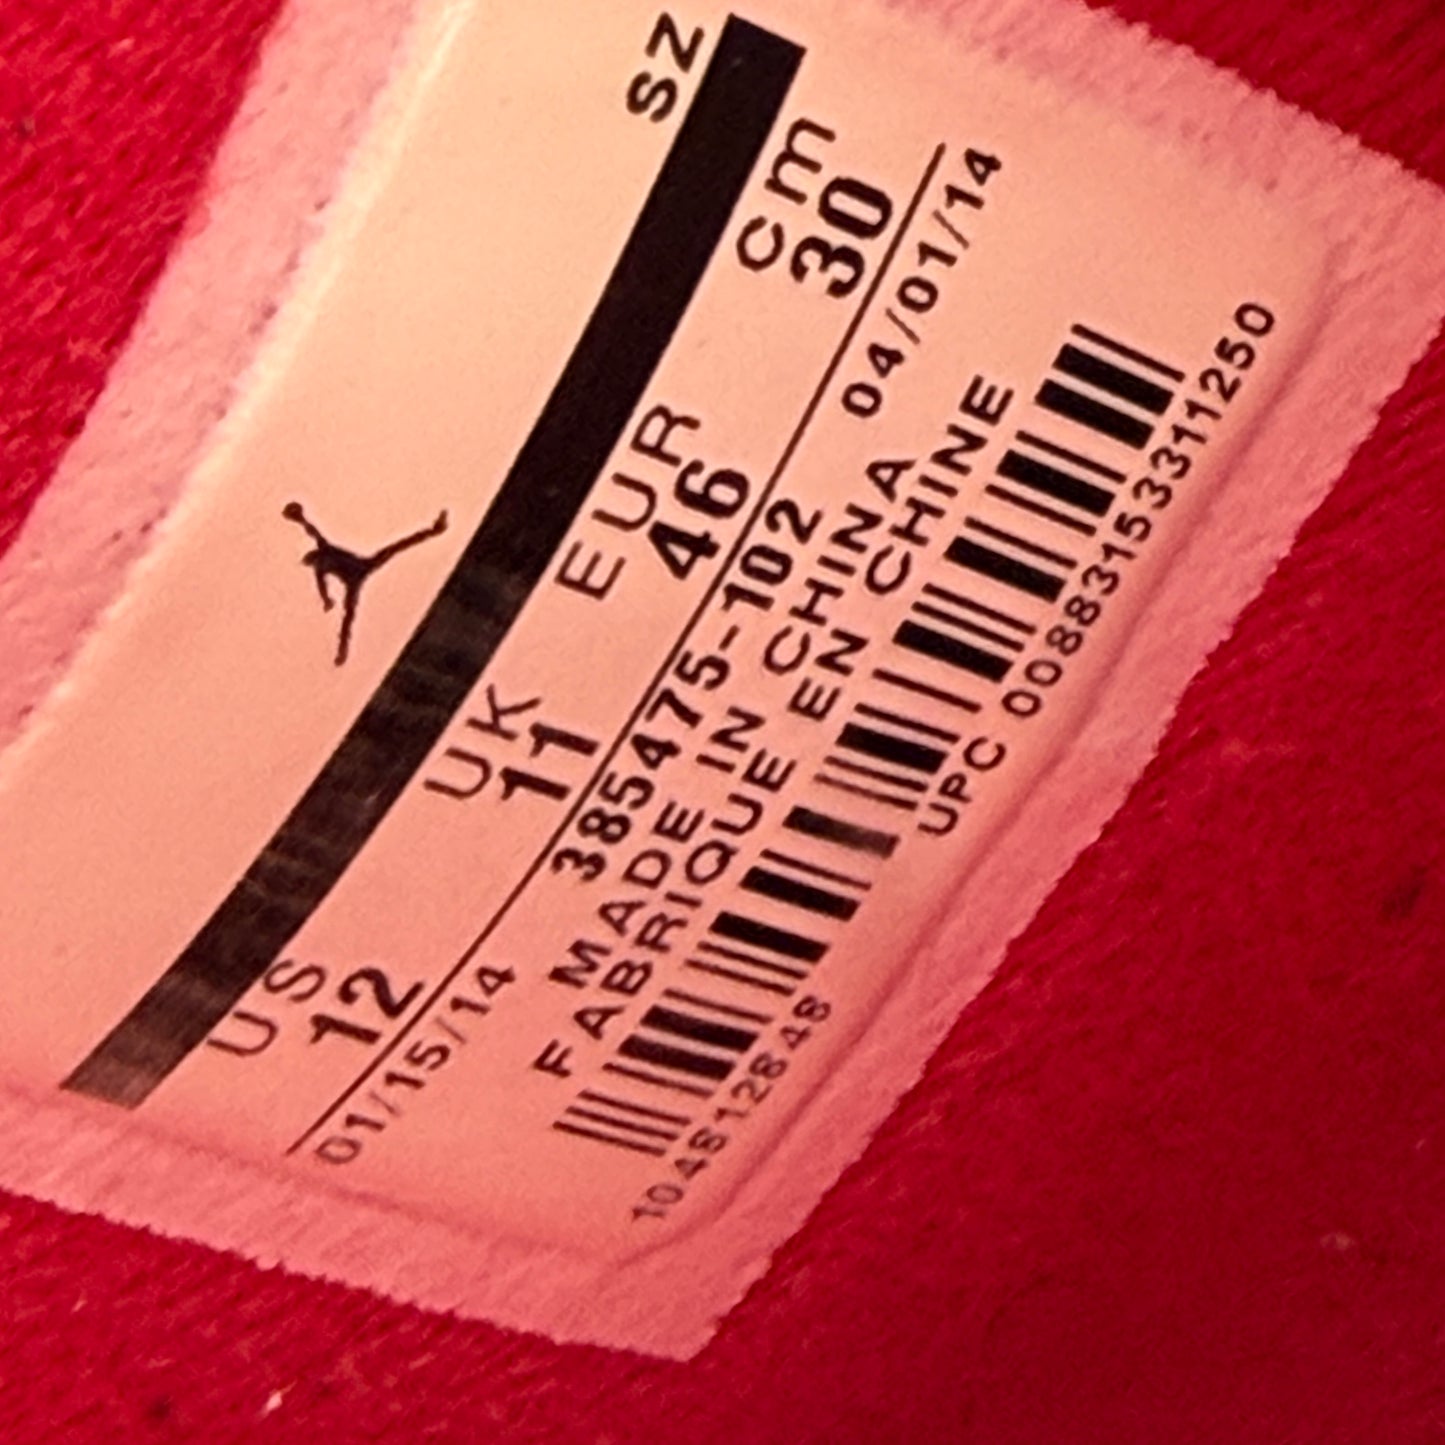 SZ
US UK EUR cm
12 11 46 30
01/15/14 385475-102 04/01/14
MADE IN CHINA
FABRIQUE EN CHINE
1048112848 UPC 00883153311250